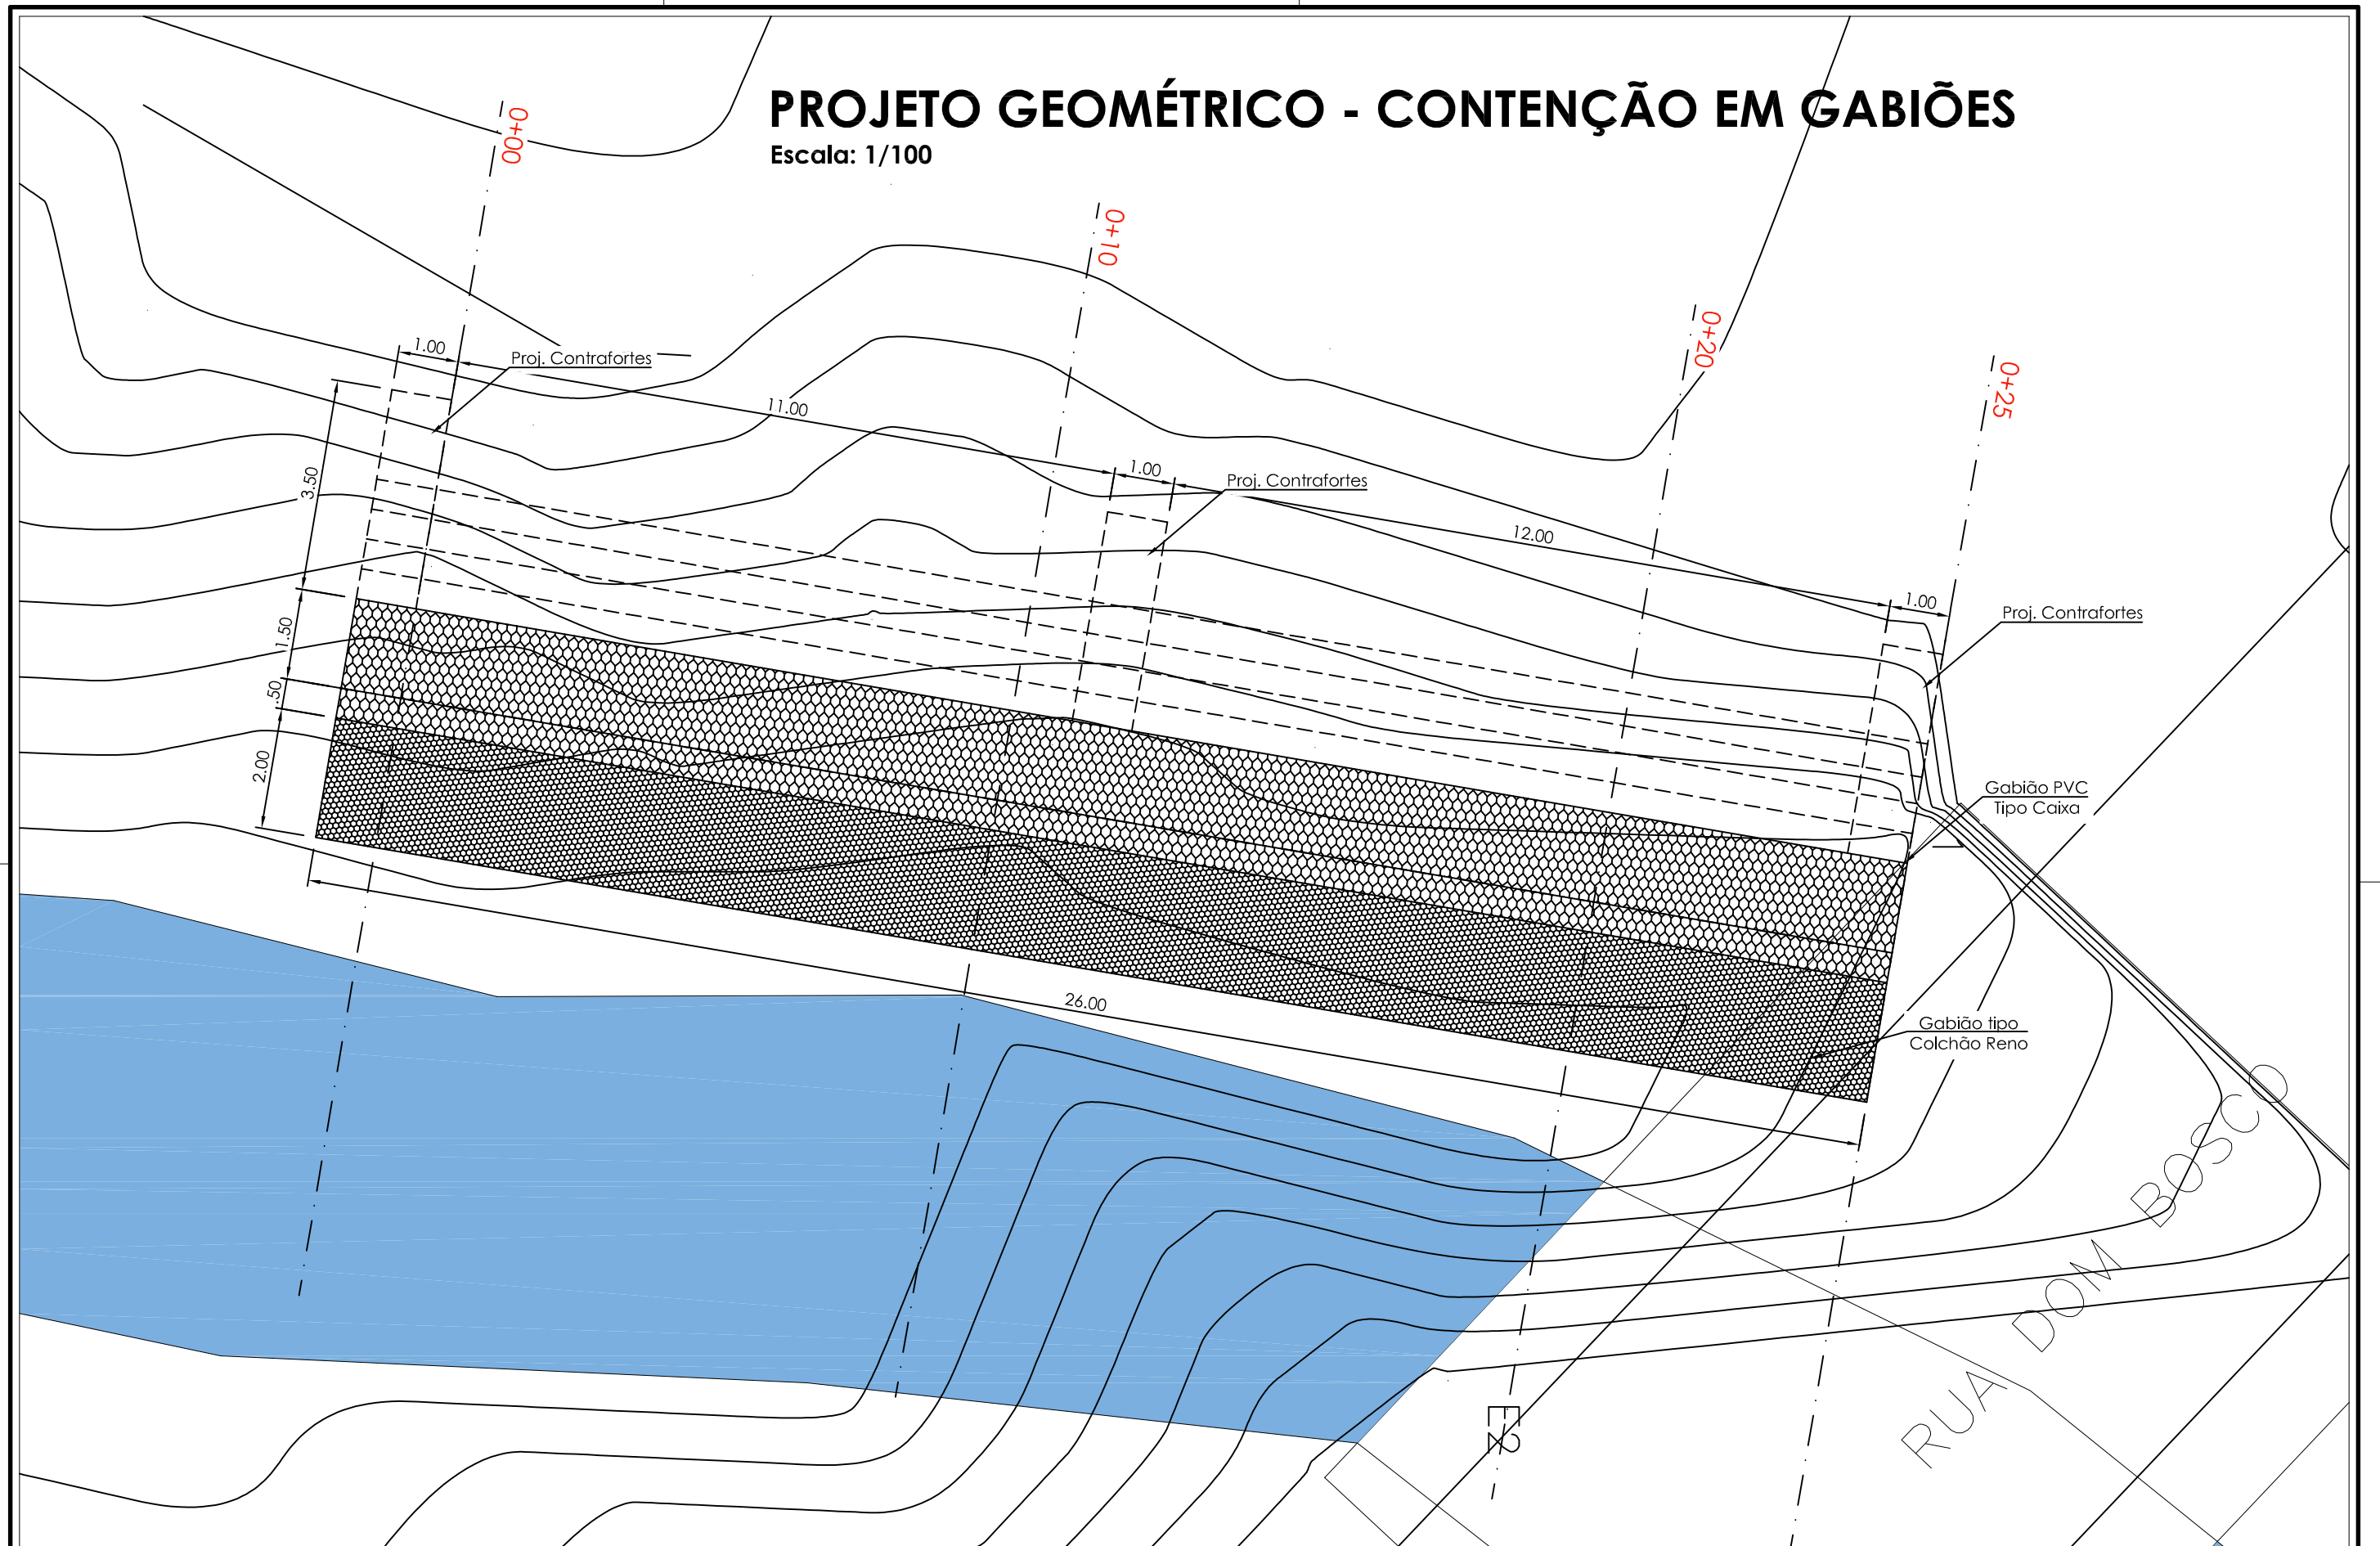 PROJETO GEOMÉTRICO - CONTENÇÃO EM GABIÕES
Escala: 1/100
0+00
0+10
0+20
0+25
1.00
Proj. Contrafortes
11.00
1.00
Proj. Contrafortes
12.00
1.00
Proj. Contrafortes
3.50
1.50
.50
2.00
Gabião PVC
Tipo Caixa
26.00
Gabião tipo
Colchão Reno
RUA DOM BOSCO